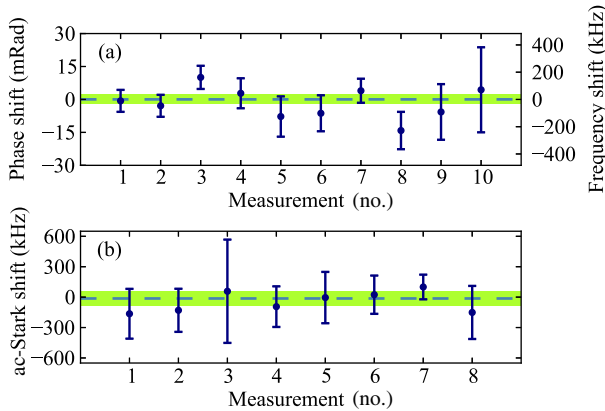 (a)
Phase shift (mRad)
30
15
0
−15
−30
Frequency shift (kHz)
400
200
0
−200
−400
1 2 3 4 5 6 7 8 9 10
Measurement (no.)
(b)
ac-Stark shift (kHz)
600
300
0
−300
−600
1 2 3 4 5 6 7 8
Measurement (no.)